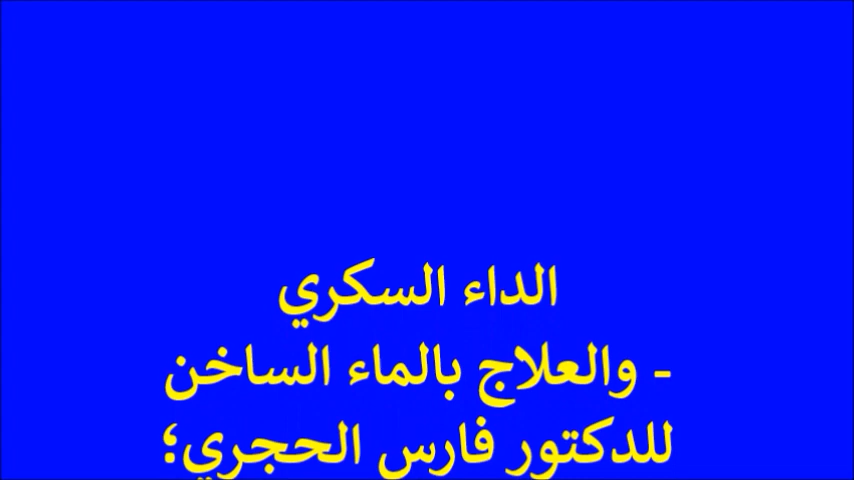 الداء السكري
- والعلاج بالماء الساخن
للدكتور فارس الحجري؛